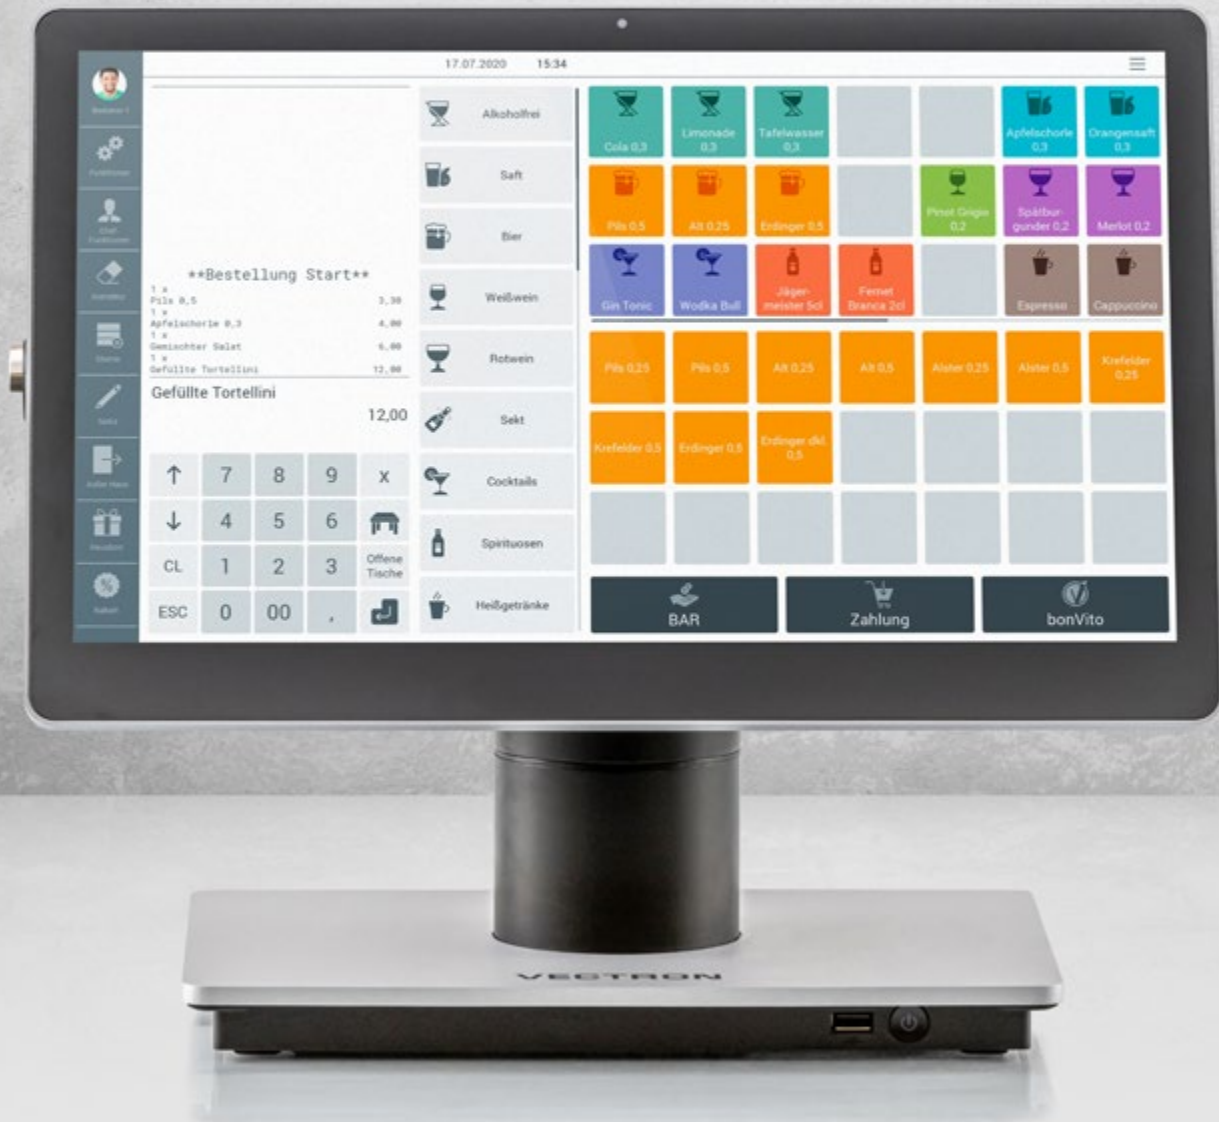 17.07.2020 15:34
Funktionen
Chef
Funktionen
**Bestellung Start**
1 x
Pils 0,5 3,30
1 x
Apfelschorle 0,3 4,00
1 x
Gemischter Salat 6,00
1 x
Gefüllte Tortellini 12,00
Gefüllte Tortellini
12,00
↑ 7 8 9 x
↓ 4 5 6
CL 1 2 3 Offene
Tische
ESC 0 00 ,
Alkoholfrei
Saft
Bier
Weißwein
Rotwein
Sekt
Cocktails
Spirituosen
Heißgetränke
Cola 0,3
Limonade
0,3
Tafelwasser
0,3
Apfelschorle
0,3
Orangensaft
0,3
Pils 0,5
Alt 0,25
Erdinger 0,5
Pinot Grigio
0,2
Spätbur-
gunder 0,2
Merlot 0,2
Gin Tonic
Wodka Bull
Jäger-
meister 5cl
Fernet
Branca 2cl
Espresso
Cappuccino
Pils 0,25
Pils 0,5
Alt 0,25
Alt 0,5
Alster 0,25
Alster 0,5
Krefelder
0,25
Krefelder 0,5
Erdinger 0,5
Erdinger dkl.
0,5
BAR
Zahlung
bonVito
VECTRON